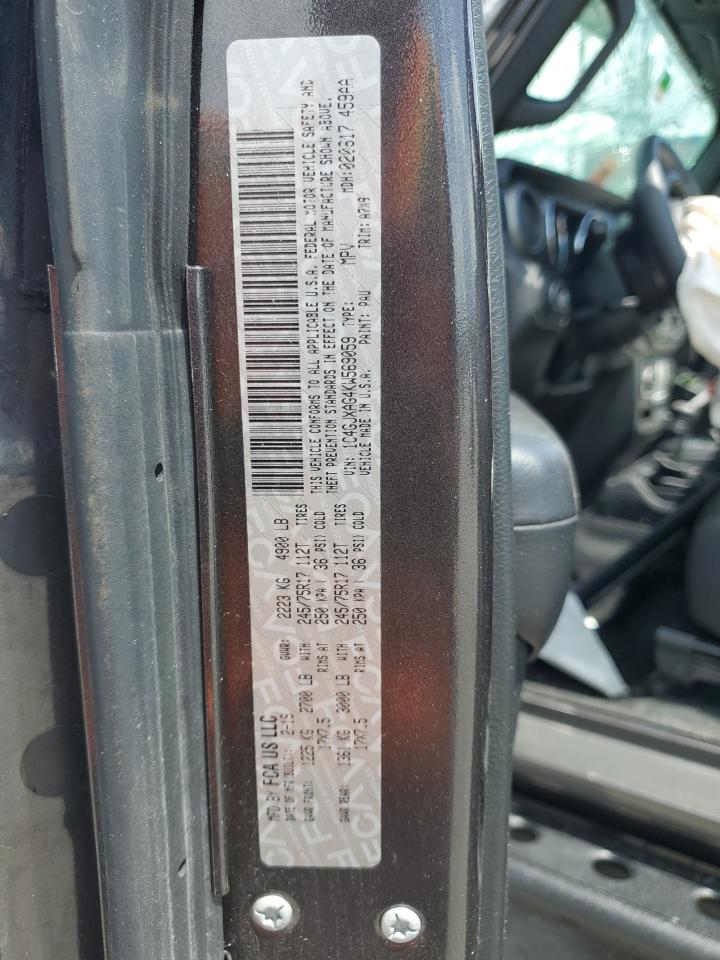 MFD BY FCA US LLC
DATE OF MFR(BUILT): 2-19 GVWR: 2223 KG 4900 LB
GAWR FRONT: 1225 KG 2700 LB WITH 245/75R17 112T TIRES
17X7.5 RIMS AT 250 KPA ( 36 PSI) COLD
GAWR REAR: 1361 KG 3000 LB WITH 245/75R17 112T TIRES
17X7.5 RIMS AT 250 KPA ( 36 PSI) COLD
THIS VEHICLE CONFORMS TO ALL APPLICABLE U.S.A. FEDERAL MOTOR VEHICLE SAFETY AND
THEFT PREVENTION STANDARDS IN EFFECT ON THE DATE OF MANUFACTURE SHOWN ABOVE.
VIN: 1C4GJXAG4KW569059 TYPE: MPV MDH:020617 459AA
VEHICLE MADE IN U.S.A. PAINT: PAU TRIM: A7X9